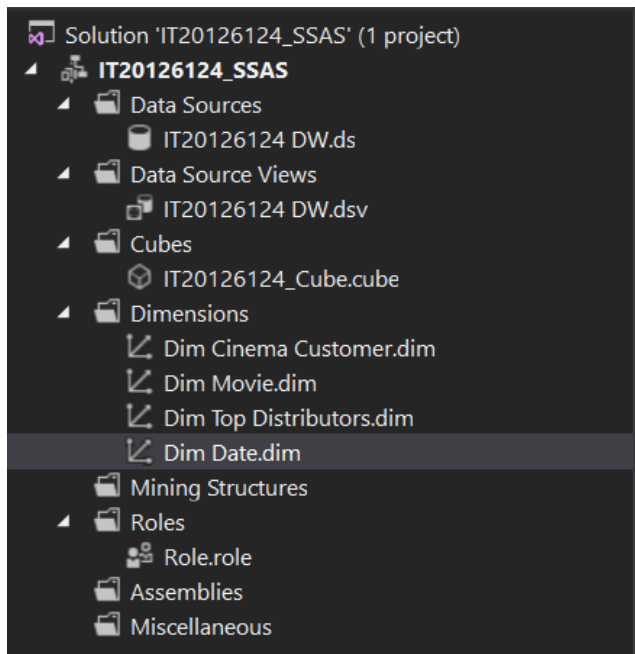 Solution 'IT20126124_SSAS' (1 project)
IT20126124_SSAS
Data Sources
IT20126124 DW.ds
Data Source Views
IT20126124 DW.dsv
Cubes
IT20126124_Cube.cube
Dimensions
Dim Cinema Customer.dim
Dim Movie.dim
Dim Top Distributors.dim
Dim Date.dim
Mining Structures
Roles
Role.role
Assemblies
Miscellaneous